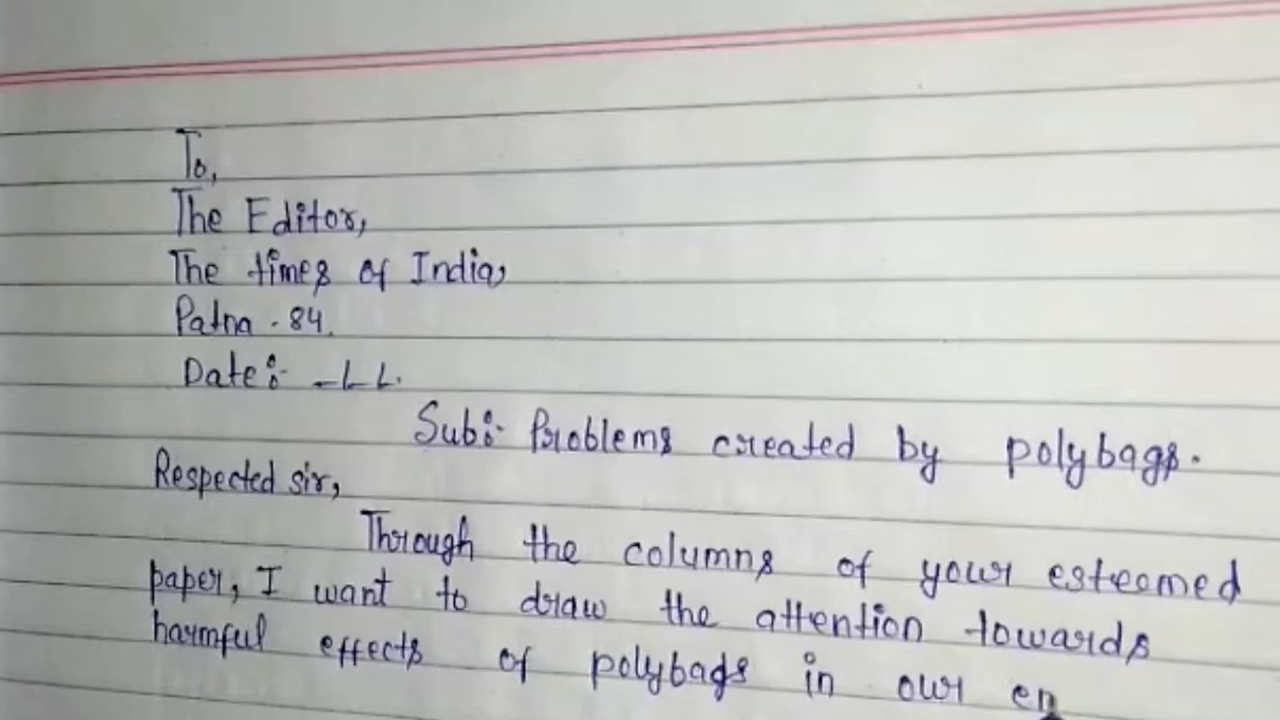 To,
The Editor,
The times of India,
Patna - 84.
Date:-
Sub:- Problems created by polybags.
Respected sir,
Through the columns of your esteemed
paper, I want to draw the attention towards
harmful effects of polybags in our en